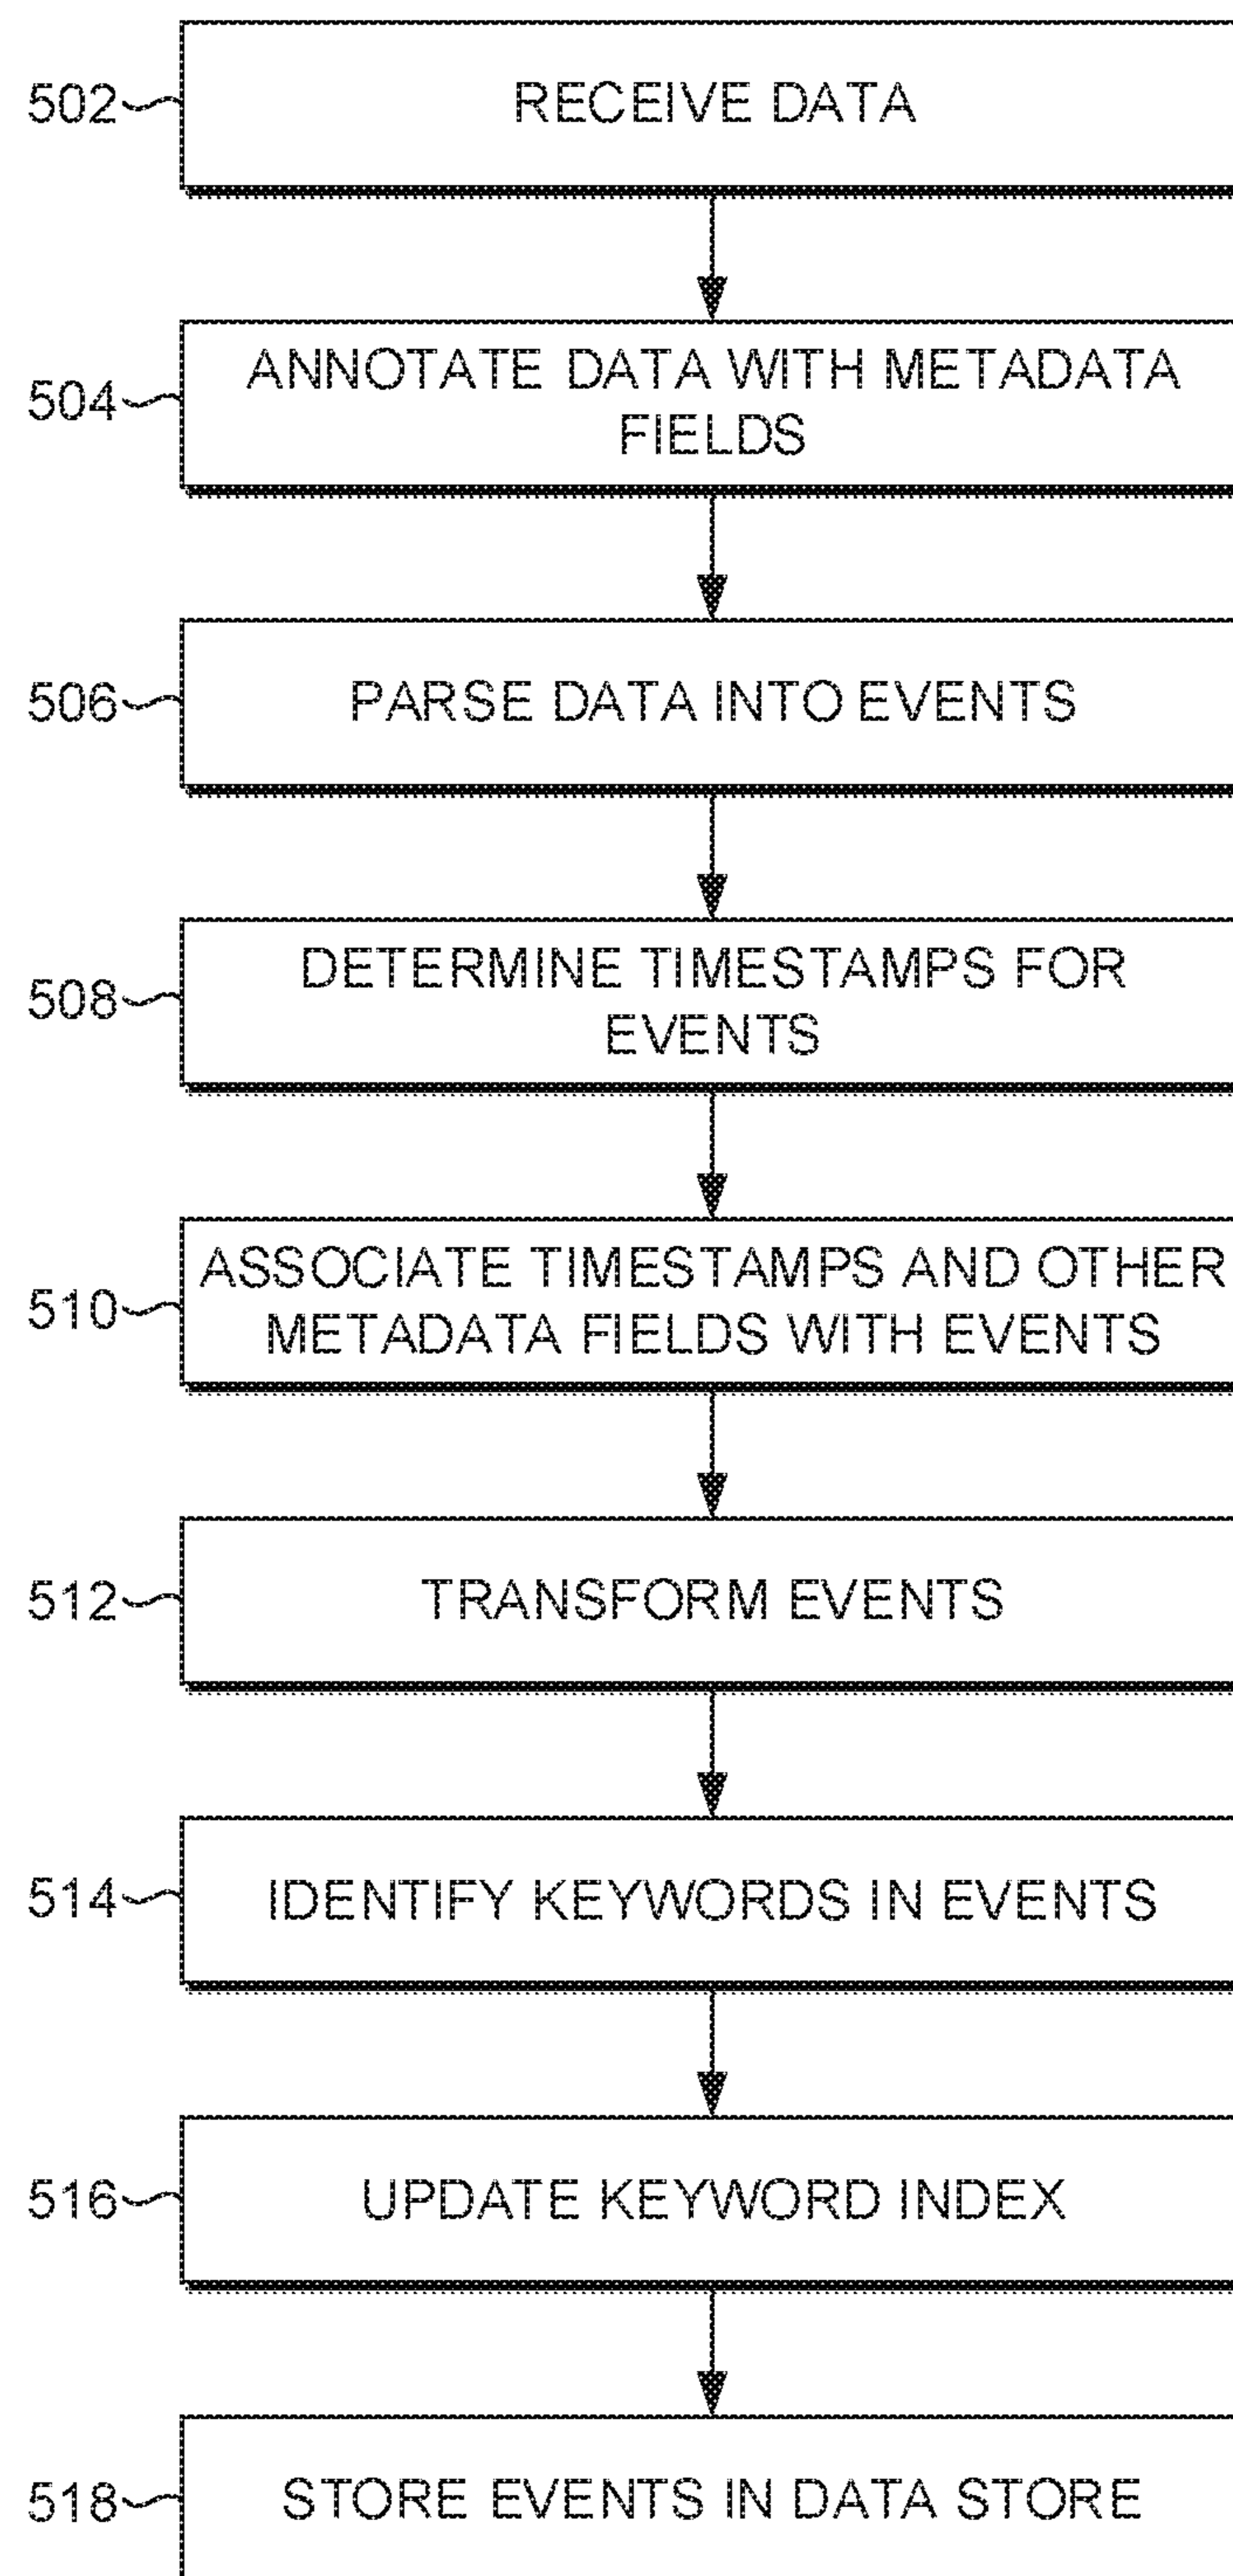 502
RECEIVE DATA
504
ANNOTATE DATA WITH METADATA
FIELDS
506
PARSE DATA INTO EVENTS
508
DETERMINE TIMESTAMPS FOR
EVENTS
510
ASSOCIATE TIMESTAMPS AND OTHER
METADATA FIELDS WITH EVENTS
512
TRANSFORM EVENTS
514
IDENTIFY KEYWORDS IN EVENTS
516
UPDATE KEYWORD INDEX
518
STORE EVENTS IN DATA STORE